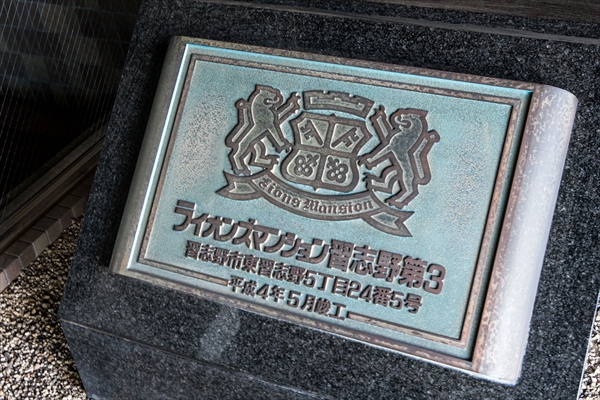 Lions Mansion
ライオンズマンション習志野第3
習志野市東習志野5丁目24番5号
平成4年5月竣工